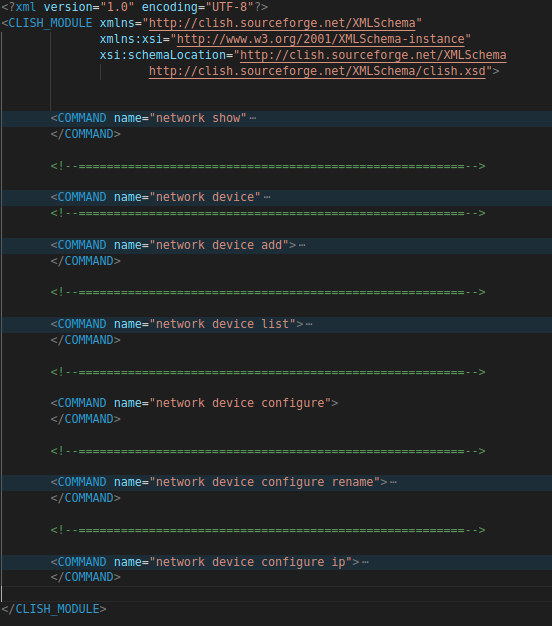 <?xml version="1.0" encoding="UTF-8"?>
<CLISH_MODULE xmlns="http://clish.sourceforge.net/XMLSchema"
xmlns:xsi="http://www.w3.org/2001/XMLSchema-instance"
xsi:schemaLocation="http://clish.sourceforge.net/XMLSchema
http://clish.sourceforge.net/XMLSchema/clish.xsd">
<COMMAND name="network show"⋯
</COMMAND>
<!--=======================================================-->
<COMMAND name="network device"⋯
<!--=======================================================-->
<COMMAND name="network device add">⋯
</COMMAND>
<!--=======================================================-->
<COMMAND name="network device list">⋯
</COMMAND>
<!--=======================================================-->
<COMMAND name="network device configure">
</COMMAND>
<!--=======================================================-->
<COMMAND name="network device configure rename">⋯
</COMMAND>
<!--=======================================================-->
<COMMAND name="network device configure ip">⋯
</COMMAND>
</CLISH_MODULE>